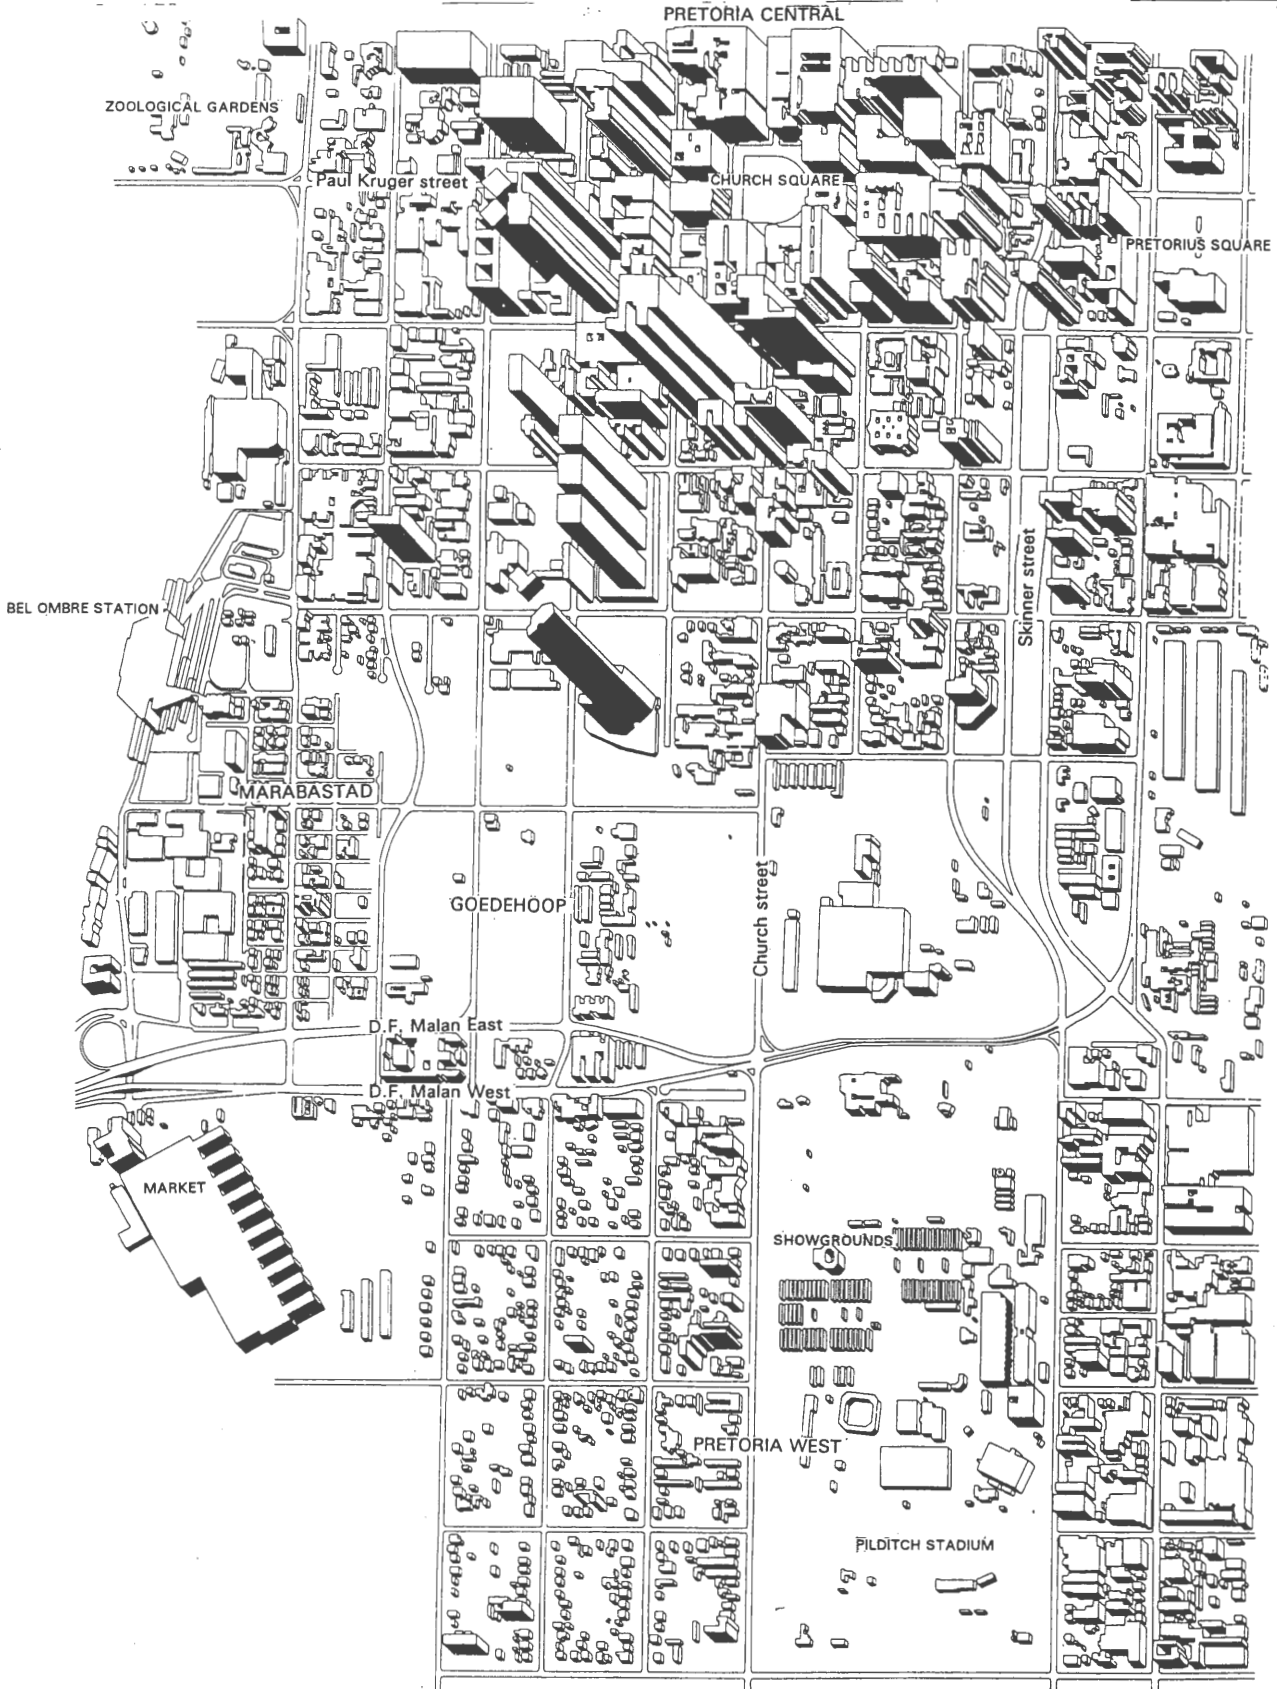 PRETORIA CENTRAL
ZOOLOGICAL GARDENS
Paul Kruger street
CHURCH SQUARE
PRETORIUS SQUARE
Skinner street
BEL OMBRE STATION
MARABASTAD
GOEDEHOOP
Church street
D.F. Malan East
D.F. Malan West
MARKET
SHOWGROUNDS
PRETORIA WEST
PILDITCH STADIUM